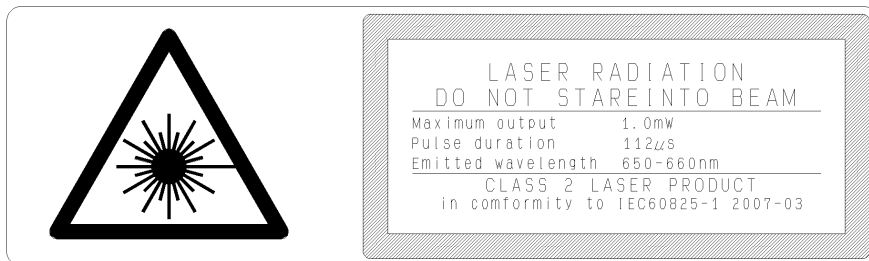 LASER RADIATION
DO NOT STAREINTO BEAM
Maximum output 1.0mW
Pulse duration 112μs
Emitted wavelength 650-660nm
CLASS 2 LASER PRODUCT
in comformity to IEC60825-1 2007-03